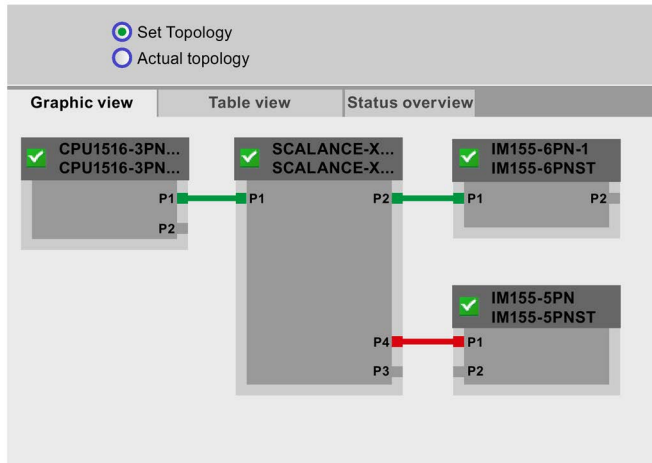 Set Topology
Actual topology
Graphic view
Table view
Status overview
CPU1516-3PN...
CPU1516-3PN...
P1
P2
SCALANCE-X...
SCALANCE-X...
P1
P2
P4
P3
IM155-6PN-1
IM155-6PNST
P1
P2
IM155-5PN
IM155-5PNST
P1
P2